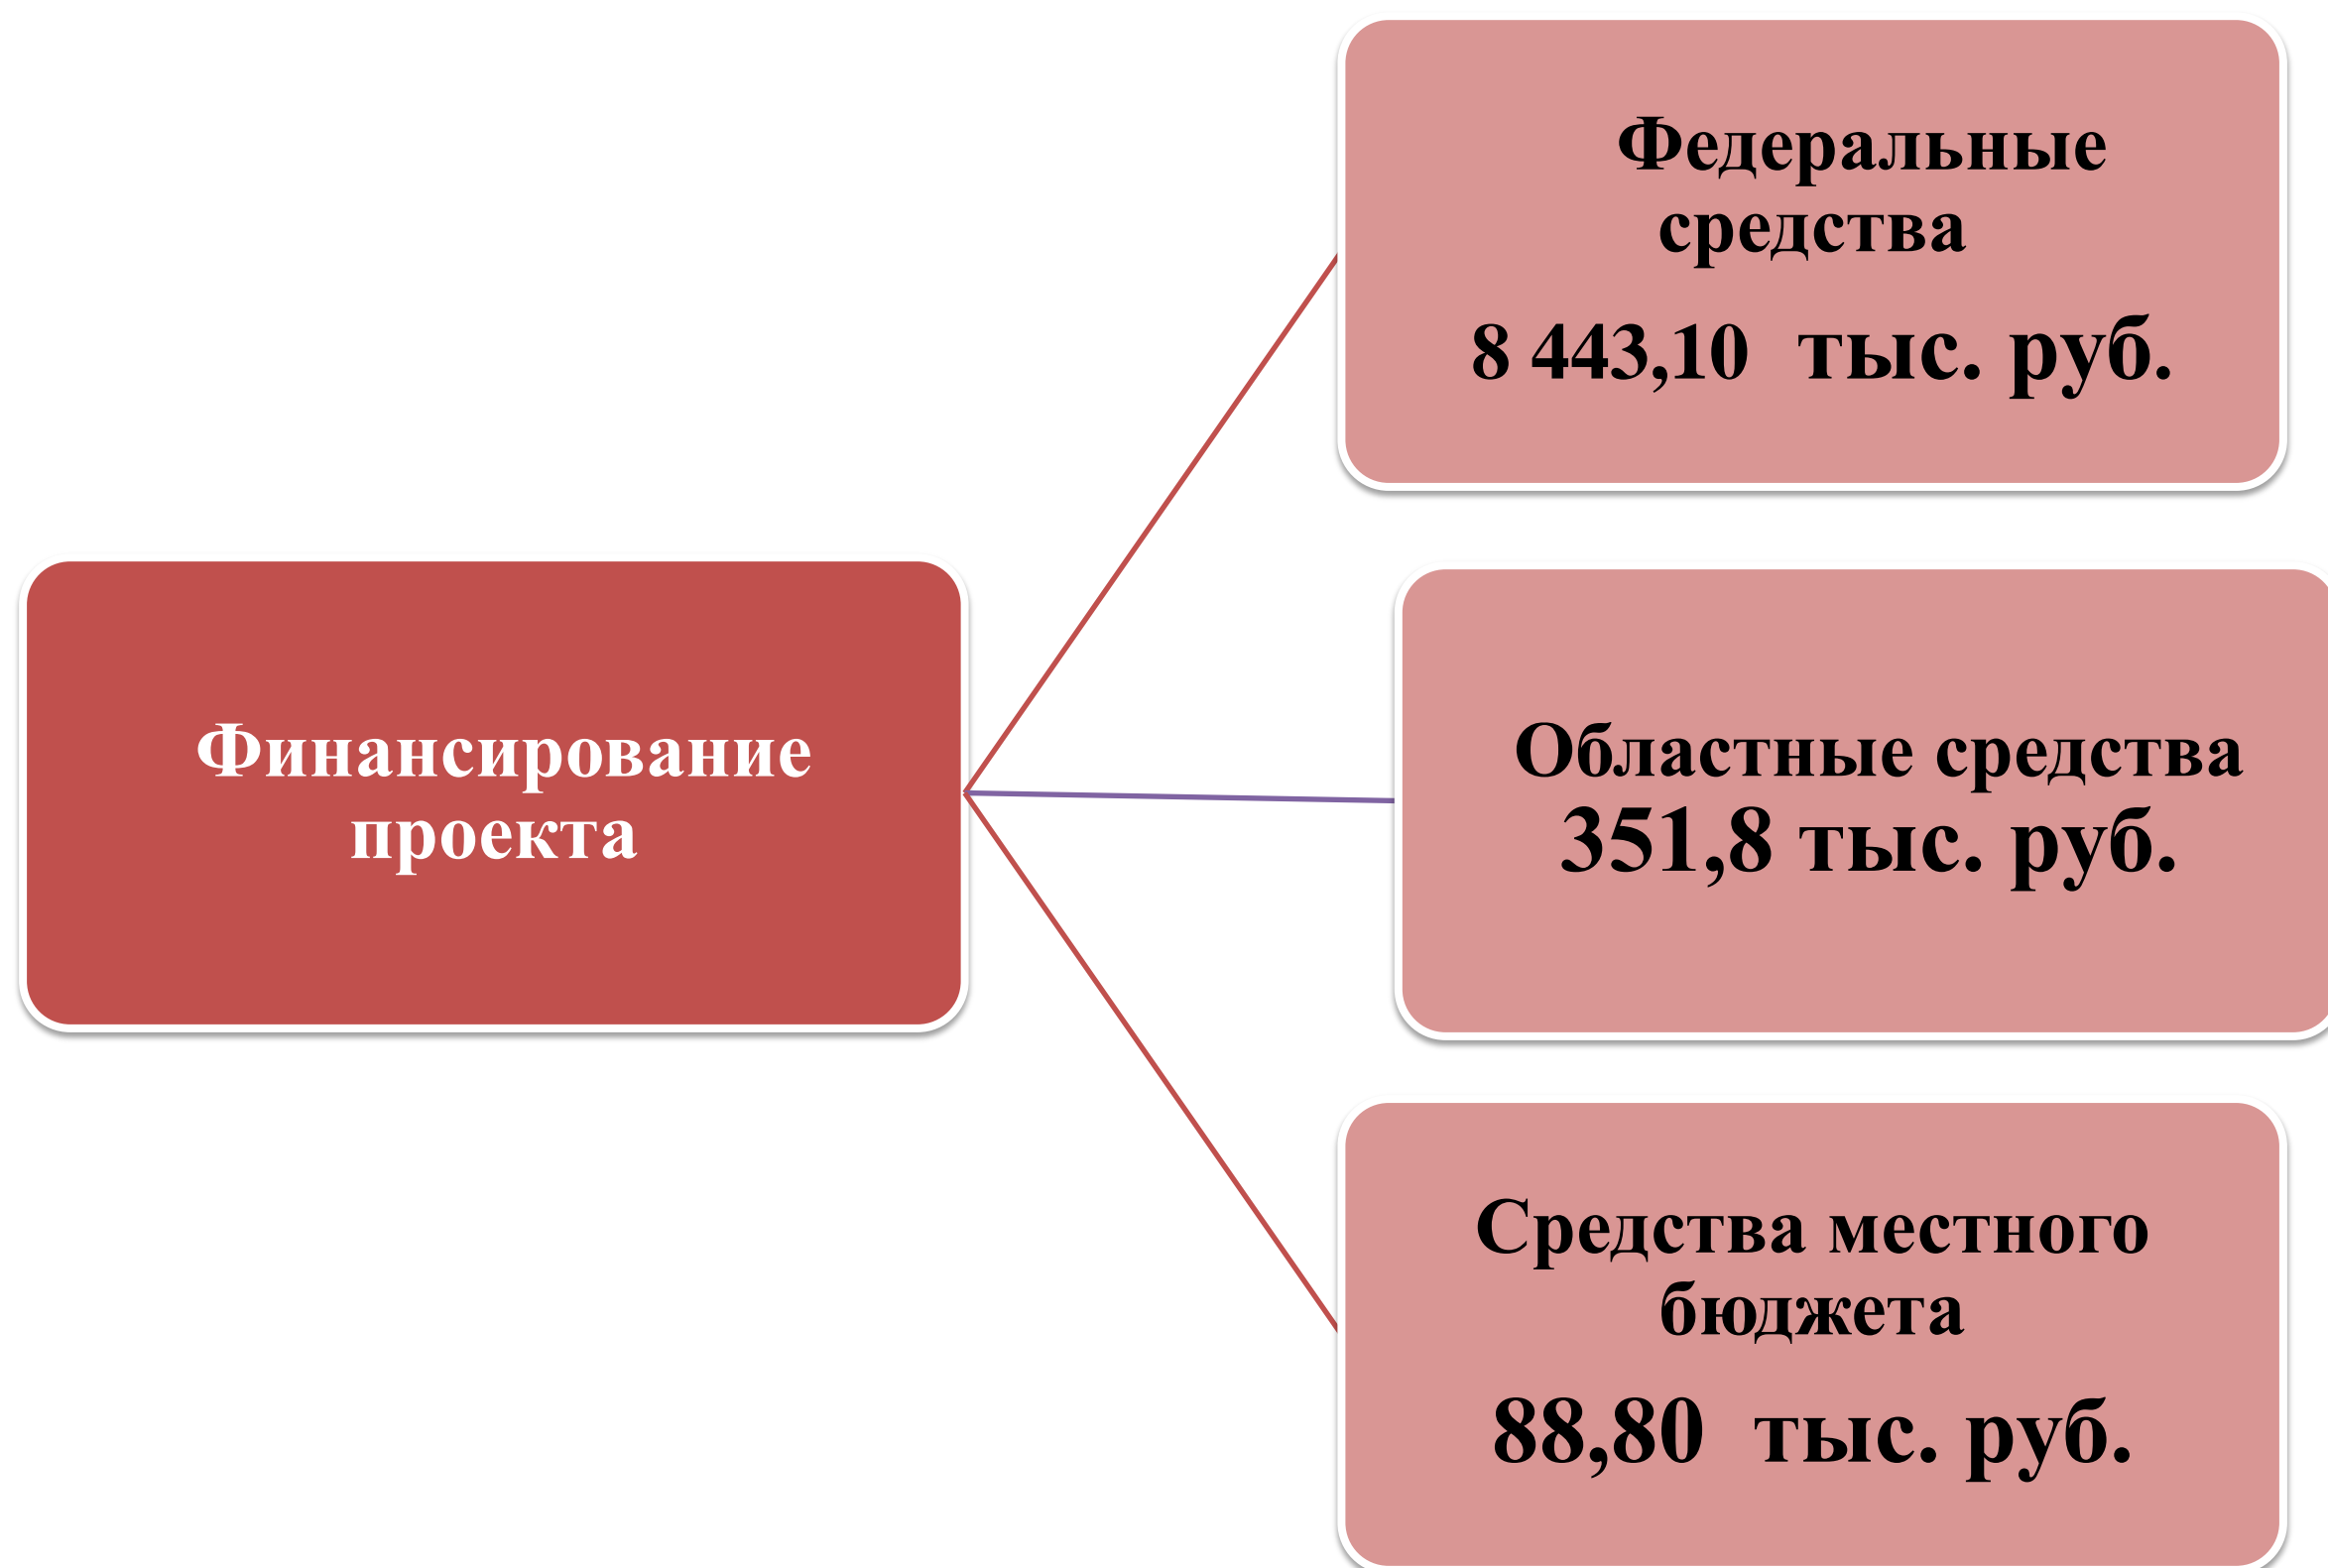 Финансирование
проекта
Федеральные
средства
8 443,10 тыс. руб.
Областные средства
351,8 тыс. руб.
Средства местного
бюджета
88,80 тыс. руб.